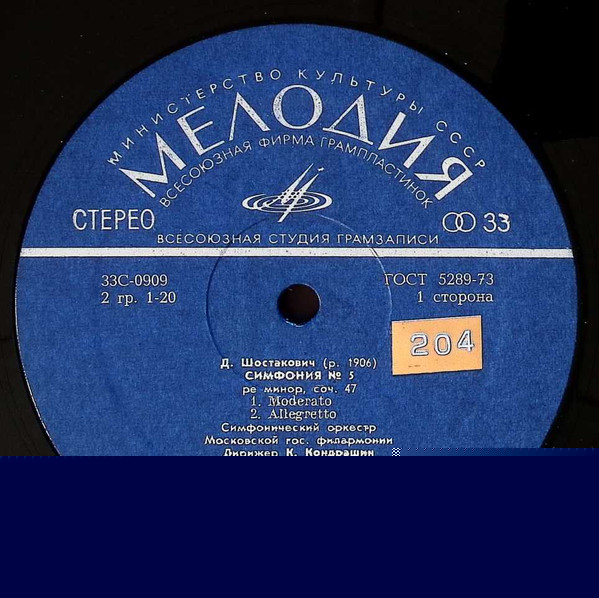 МИНИСТЕРСТВО КУЛЬТУРЫ СССР
МЕЛОДИЯ
ВСЕСОЮЗНАЯ ФИРМА ГРАМПЛАСТИНОК
СТЕРЕО
33
ВСЕСОЮЗНАЯ СТУДИЯ ГРАМЗАПИСИ
33С-0909
ГОСТ 5289-73
2 гр. 1-20
1 сторона
204
Д. Шостакович (р. 1906)
СИМФОНИЯ № 5
ре минор, соч. 47
1. Moderato
2. Allegretto
Симфонический оркестр
Московской гос. филармонии
Дирижер К. Кондрашин